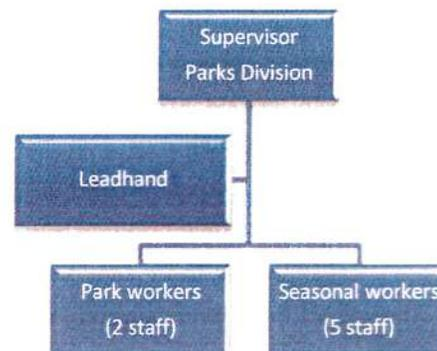 Supervisor
Parks Division
Leadhand
Park workers
(2 staff)
Seasonal workers
(5 staff)